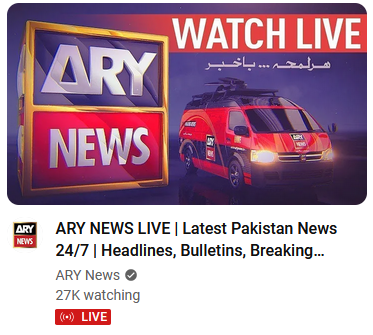 WATCH LIVE
ہر لمحہ ... باخبر
ARY
NEWS
ARY
NEWS
ARY NEWS LIVE | Latest Pakistan News
24/7 | Headlines, Bulletins, Breaking...
ARY News
27K watching
LIVE